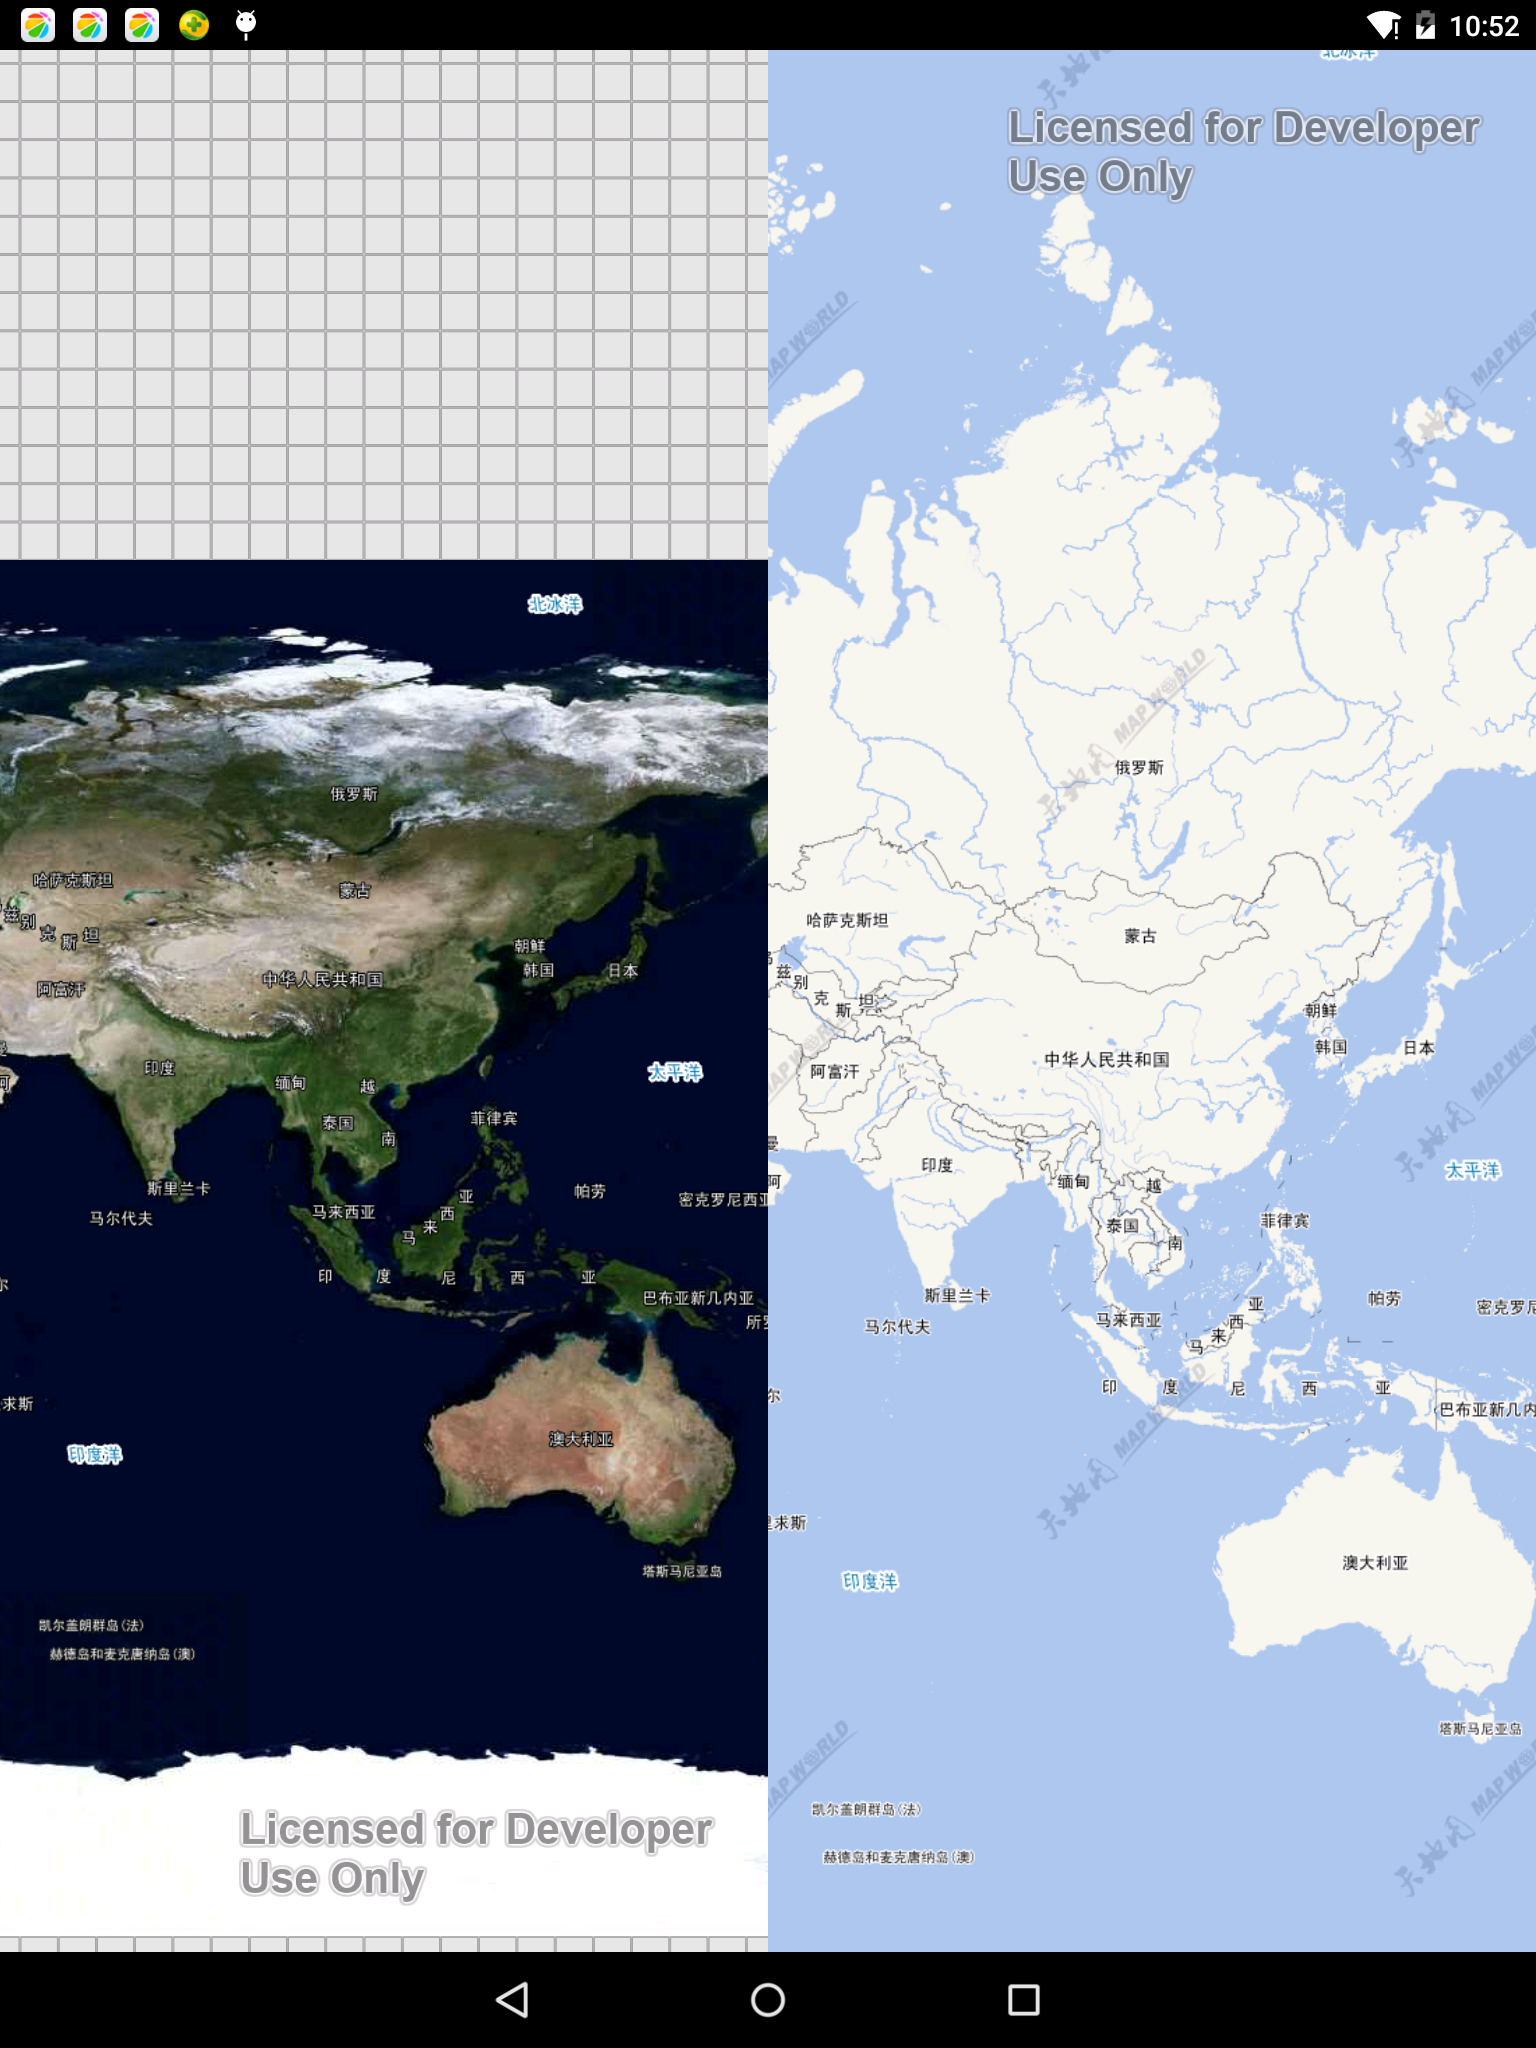 10:52
北冰洋
俄罗斯
哈萨克斯坦
蒙古
兹别克斯坦
朝鲜
韩国
日本
中华人民共和国
阿富汗
曼
阿
印度
缅甸
越南
泰国
太平洋
菲律宾
斯里兰卡
马尔代夫
马来西亚
马来西亚
帕劳
密克罗尼西亚
印度尼西亚
巴布亚新几内亚
所罗
尔
求斯
澳大利亚
印度洋
塔斯马尼亚岛
凯尔盖朗群岛(法)
赫德岛和麦克唐纳岛(澳)
Licensed for Developer
Use Only
北冰洋
Licensed for Developer
Use Only
天地图 MAP WORLD
俄罗斯
哈萨克斯坦
蒙古
兹别克斯坦
朝鲜
韩国
日本
中华人民共和国
阿富汗
曼
阿
印度
缅甸
越南
泰国
太平洋
菲律宾
斯里兰卡
马尔代夫
马来西亚
马来西亚
帕劳
密克罗尼
印度尼西亚
巴布亚新几内
尔
里求斯
澳大利亚
印度洋
塔斯马尼亚岛
凯尔盖朗群岛(法)
赫德岛和麦克唐纳岛(澳)